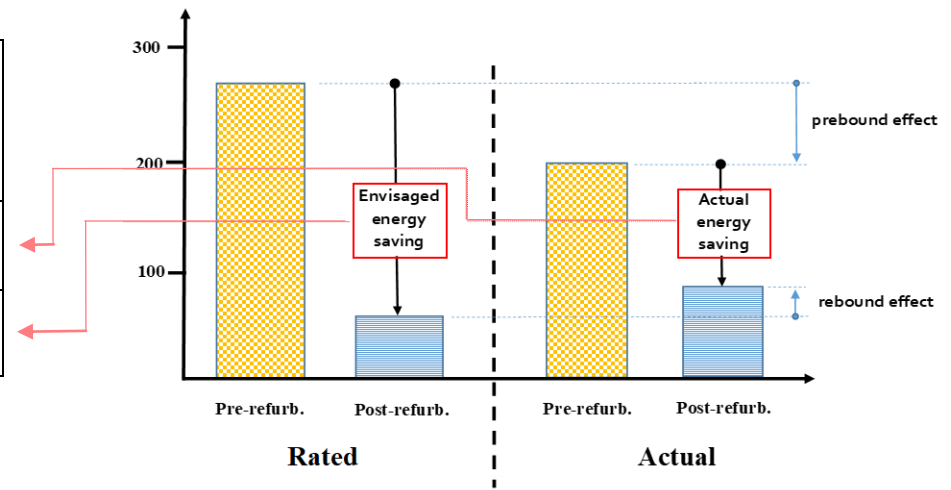 300
prebound effect
200
Envisaged
energy
saving
Actual
energy
saving
100
rebound effect
Pre-refurb.
Post-refurb.
Pre-refurb.
Post-refurb.
Rated
Actual